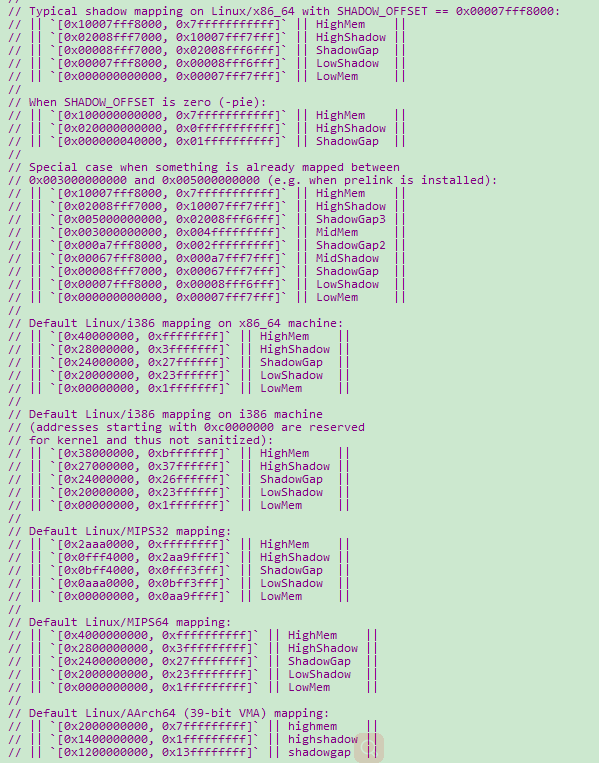 //
// Typical shadow mapping on Linux/x86_64 with SHADOW_OFFSET == 0x00007fff8000:
// || `[0x10007fff8000, 0x7fffffffffff]` || HighMem    ||
// || `[0x02008fff7000, 0x10007fff7fff]` || HighShadow ||
// || `[0x00008fff7000, 0x02008fff6fff]` || ShadowGap  ||
// || `[0x00007fff8000, 0x00008fff6fff]` || LowShadow  ||
// || `[0x000000000000, 0x00007fff7fff]` || LowMem     ||
//
// When SHADOW_OFFSET is zero (-pie):
// || `[0x100000000000, 0x7fffffffffff]` || HighMem    ||
// || `[0x020000000000, 0x0fffffffffff]` || HighShadow ||
// || `[0x000000040000, 0x01ffffffffff]` || ShadowGap  ||
//
// Special case when something is already mapped between
// 0x003000000000 and 0x005000000000 (e.g. when prelink is installed):
// || `[0x10007fff8000, 0x7fffffffffff]` || HighMem    ||
// || `[0x02008fff7000, 0x10007fff7fff]` || HighShadow ||
// || `[0x005000000000, 0x02008fff6fff]` || ShadowGap3 ||
// || `[0x003000000000, 0x004fffffffff]` || MidMem     ||
// || `[0x000a7fff8000, 0x002fffffffff]` || ShadowGap2 ||
// || `[0x00067fff8000, 0x000a7fff7fff]` || MidShadow  ||
// || `[0x00008fff7000, 0x00067fff7fff]` || ShadowGap  ||
// || `[0x00007fff8000, 0x00008fff6fff]` || LowShadow  ||
// || `[0x000000000000, 0x00007fff7fff]` || LowMem     ||
//
// Default Linux/i386 mapping on x86_64 machine:
// || `[0x40000000, 0xffffffff]` || HighMem    ||
// || `[0x28000000, 0x3fffffff]` || HighShadow ||
// || `[0x24000000, 0x27ffffff]` || ShadowGap  ||
// || `[0x20000000, 0x23ffffff]` || LowShadow  ||
// || `[0x00000000, 0x1fffffff]` || LowMem     ||
//
// Default Linux/i386 mapping on i386 machine
// (addresses starting with 0xc0000000 are reserved
// for kernel and thus not sanitized):
// || `[0x38000000, 0xbfffffff]` || HighMem    ||
// || `[0x27000000, 0x37ffffff]` || HighShadow ||
// || `[0x24000000, 0x26ffffff]` || ShadowGap  ||
// || `[0x20000000, 0x23ffffff]` || LowShadow  ||
// || `[0x00000000, 0x1fffffff]` || LowMem     ||
//
// Default Linux/MIPS32 mapping:
// || `[0x2aaa0000, 0xffffffff]` || HighMem    ||
// || `[0x0fff4000, 0x2aa9ffff]` || HighShadow ||
// || `[0x0bff4000, 0x0fff3fff]` || ShadowGap  ||
// || `[0x0aaa0000, 0x0bff3fff]` || LowShadow  ||
// || `[0x00000000, 0x0aa9ffff]` || LowMem     ||
//
// Default Linux/MIPS64 mapping:
// || `[0x4000000000, 0xffffffffff]` || HighMem    ||
// || `[0x2800000000, 0x3fffffffff]` || HighShadow ||
// || `[0x2400000000, 0x27ffffffff]` || ShadowGap  ||
// || `[0x2000000000, 0x23ffffffff]` || LowShadow  ||
// || `[0x0000000000, 0x1fffffffff]` || LowMem     ||
//
// Default Linux/AArch64 (39-bit VMA) mapping:
// || `[0x2000000000, 0x7fffffffff]` || highmem    ||
// || `[0x1400000000, 0x1fffffffff]` || highshadow ||
// || `[0x1200000000, 0x13ffffffff]` || shadowgap  ||